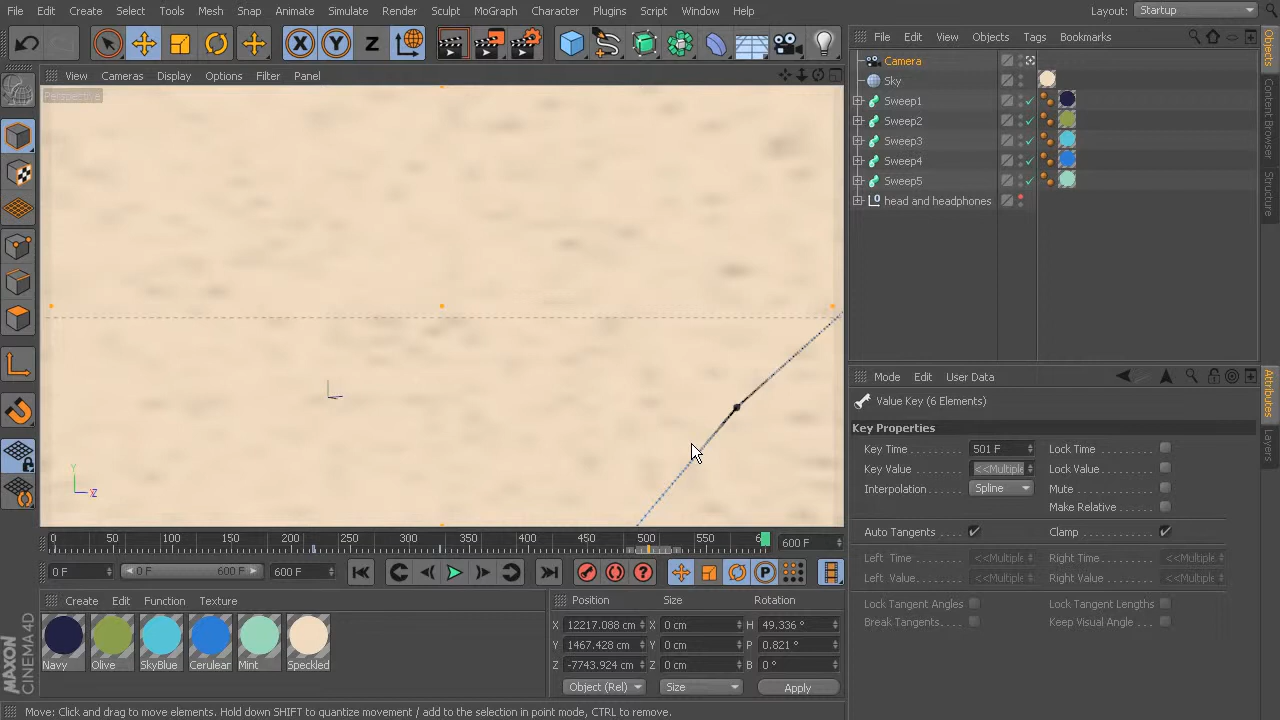 File Edit Create Select Tools Mesh Snap Animate Simulate Render Sculpt MoGraph Character Plugins Script Window Help Layout: Startup
X Y Z
File Edit View Objects Tags Bookmarks
View Cameras Display Options Filter Panel
Perspective
Camera
Sky
Sweep1
Sweep2
Sweep3
Sweep4
Sweep5
head and headphones
Objects
Content Browser
Structure
Mode Edit User Data
Value Key (6 Elements)
Key Properties
Key Time 501 F Lock Time
Key Value <<Multiple Lock Value
Interpolation Spline Mute
Make Relative
Auto Tangents Clamp
Left Time <<Multiple Right Time <<Multiple
Left Value <<Multiple Right Value <<Multiple
Lock Tangent Angles Lock Tangent Lengths
Break Tangents Keep Visual Angle
Attributes
Layers
Y
Z
0 50 100 150 200 250 300 350 400 450 500 550 600 F
0 F 0 F 600 F 600 F
P
Create Edit Function Texture
Navy Olive SkyBlue Cerulear Mint Speckled
Position Size Rotation
X 12217.088 cm X 0 cm H 49.336 °
Y 1467.428 cm Y 0 cm P 0.821 °
Z -7743.924 cm Z 0 cm B 0 °
Object (Rel) Size Apply
MAXON
CINEMA 4D
Move: Click and drag to move elements. Hold down SHIFT to quantize movement / add to the selection in point mode, CTRL to remove.